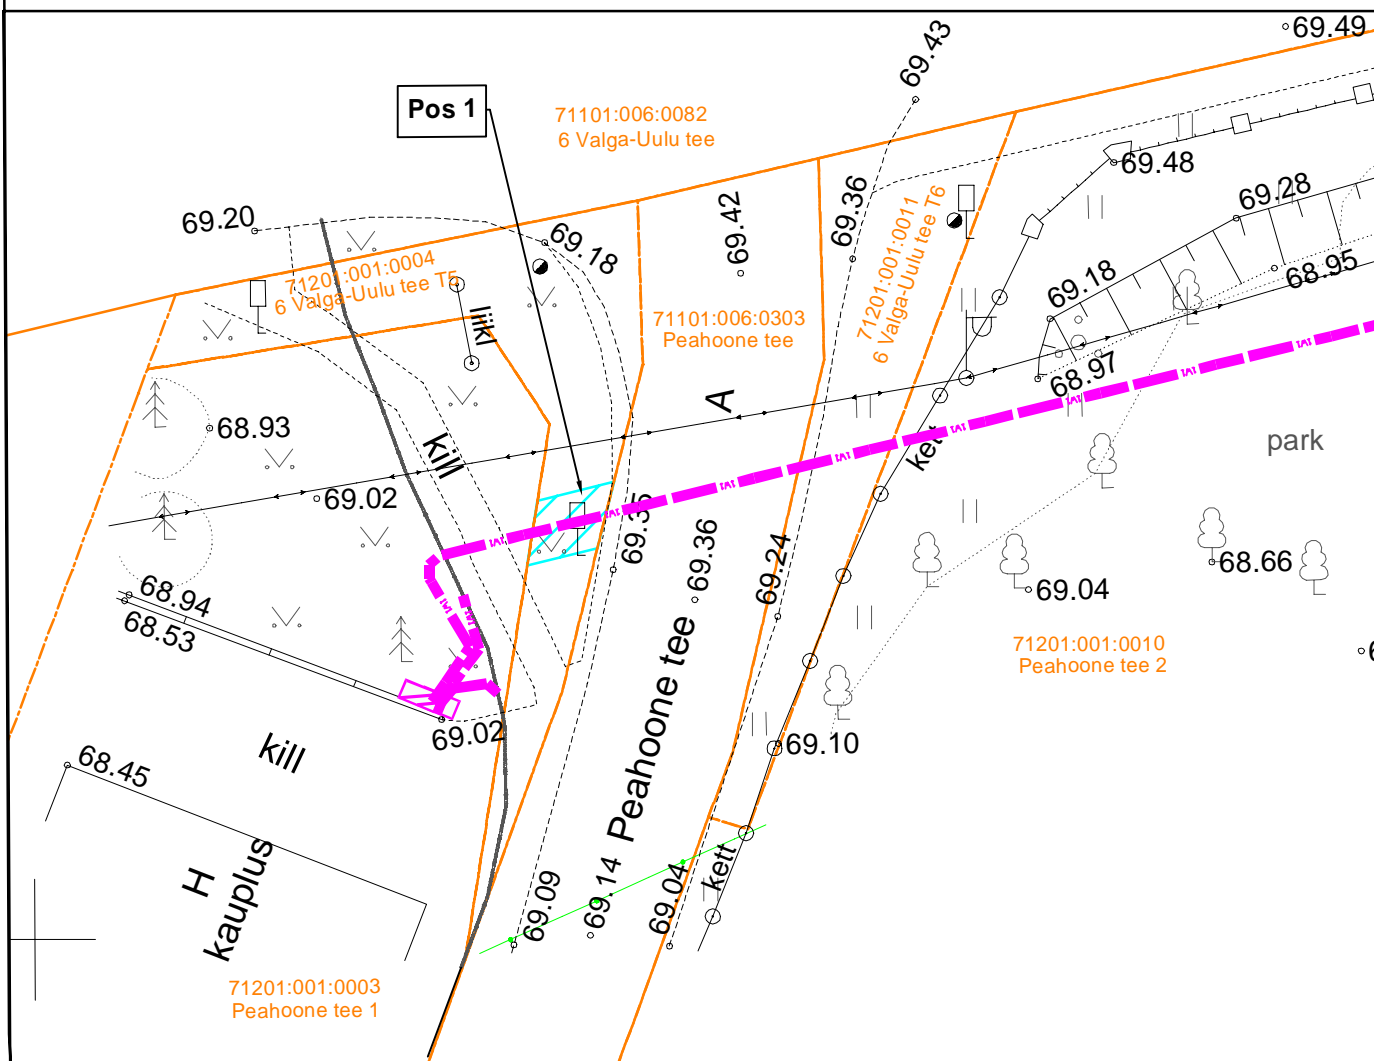 69.49
69.43
Pos 1
71101:006:0082
6 Valga-Uulu tee
69.48
69.20
69.18
69.42
69.36
71201:001:0011
6 Valga-Uulu tee T6
69.28
71201:001:0004
6 Valga-Uulu tee T5
68.95
69.18
liikl
71101:006:0303
Peahoone tee
68.97
A
68.93
kill
kett
park
69.02
69.35
69.36
69.24
68.66
68.94
68.53
69.04
71201:001:0010
Peahoone tee 2
Peahoone tee
69.02
kill
69.10
68.45
H
kauplus
69.09
69.14
69.04
kett
71201:001:0003
Peahoone tee 1